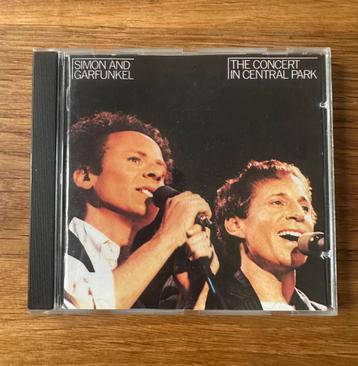 SIMON AND
GARFUNKEL
THE CONCERT
IN CENTRAL PARK